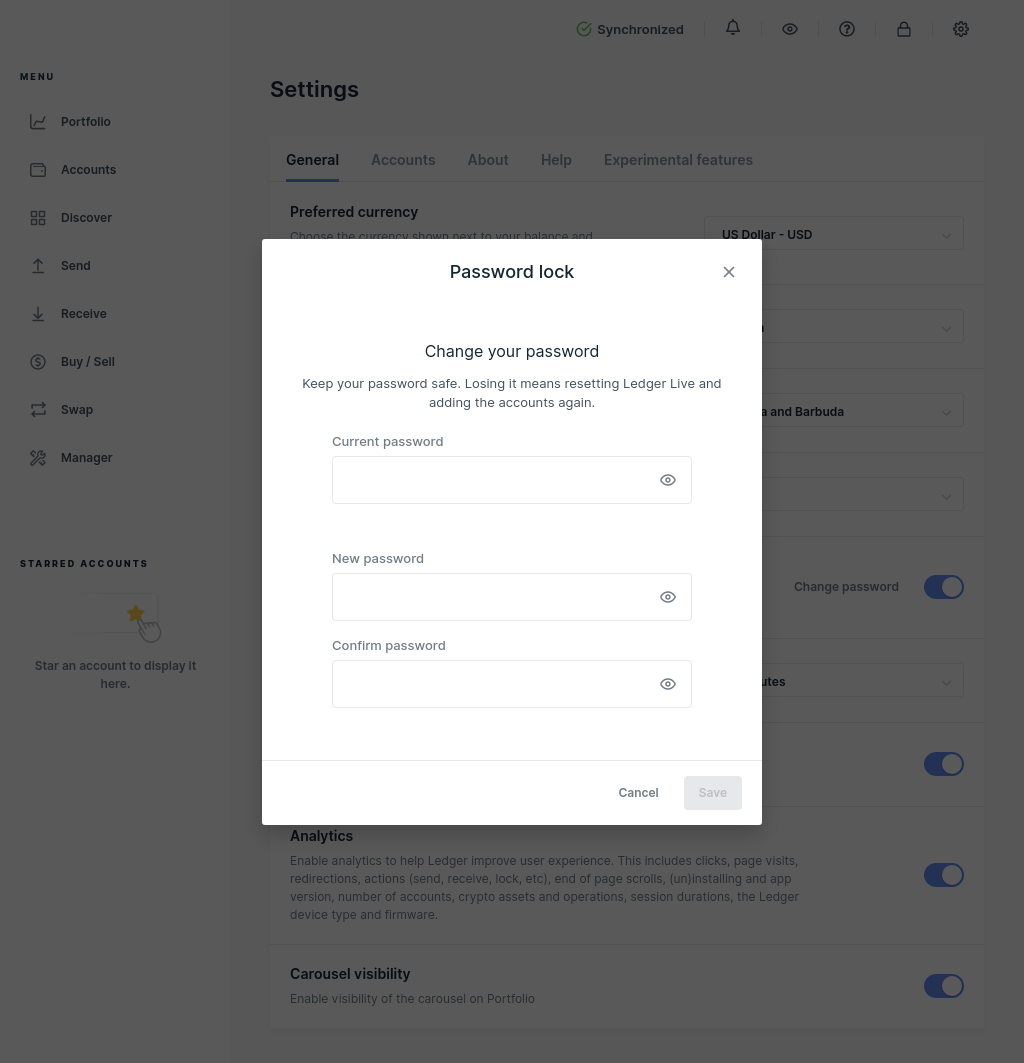 Synchronized
MENU
Portfolio
Accounts
Discover
Send
Receive
Buy / Sell
Swap
Manager
STARRED ACCOUNTS
Star an account to display it
here.
Settings
General
Accounts
About
Help
Experimental features
Preferred currency
Choose the currency shown next to your balance and
US Dollar - USD
a and Barbuda
Change password
utes
Password lock
Change your password
Keep your password safe. Losing it means resetting Ledger Live and
adding the accounts again.
Current password
New password
Confirm password
Cancel
Save
Analytics
Enable analytics to help Ledger improve user experience. This includes clicks, page visits,
redirections, actions (send, receive, lock, etc), end of page scrolls, (un)installing and app
version, number of accounts, crypto assets and operations, session durations, the Ledger
device type and firmware.
Carousel visibility
Enable visibility of the carousel on Portfolio